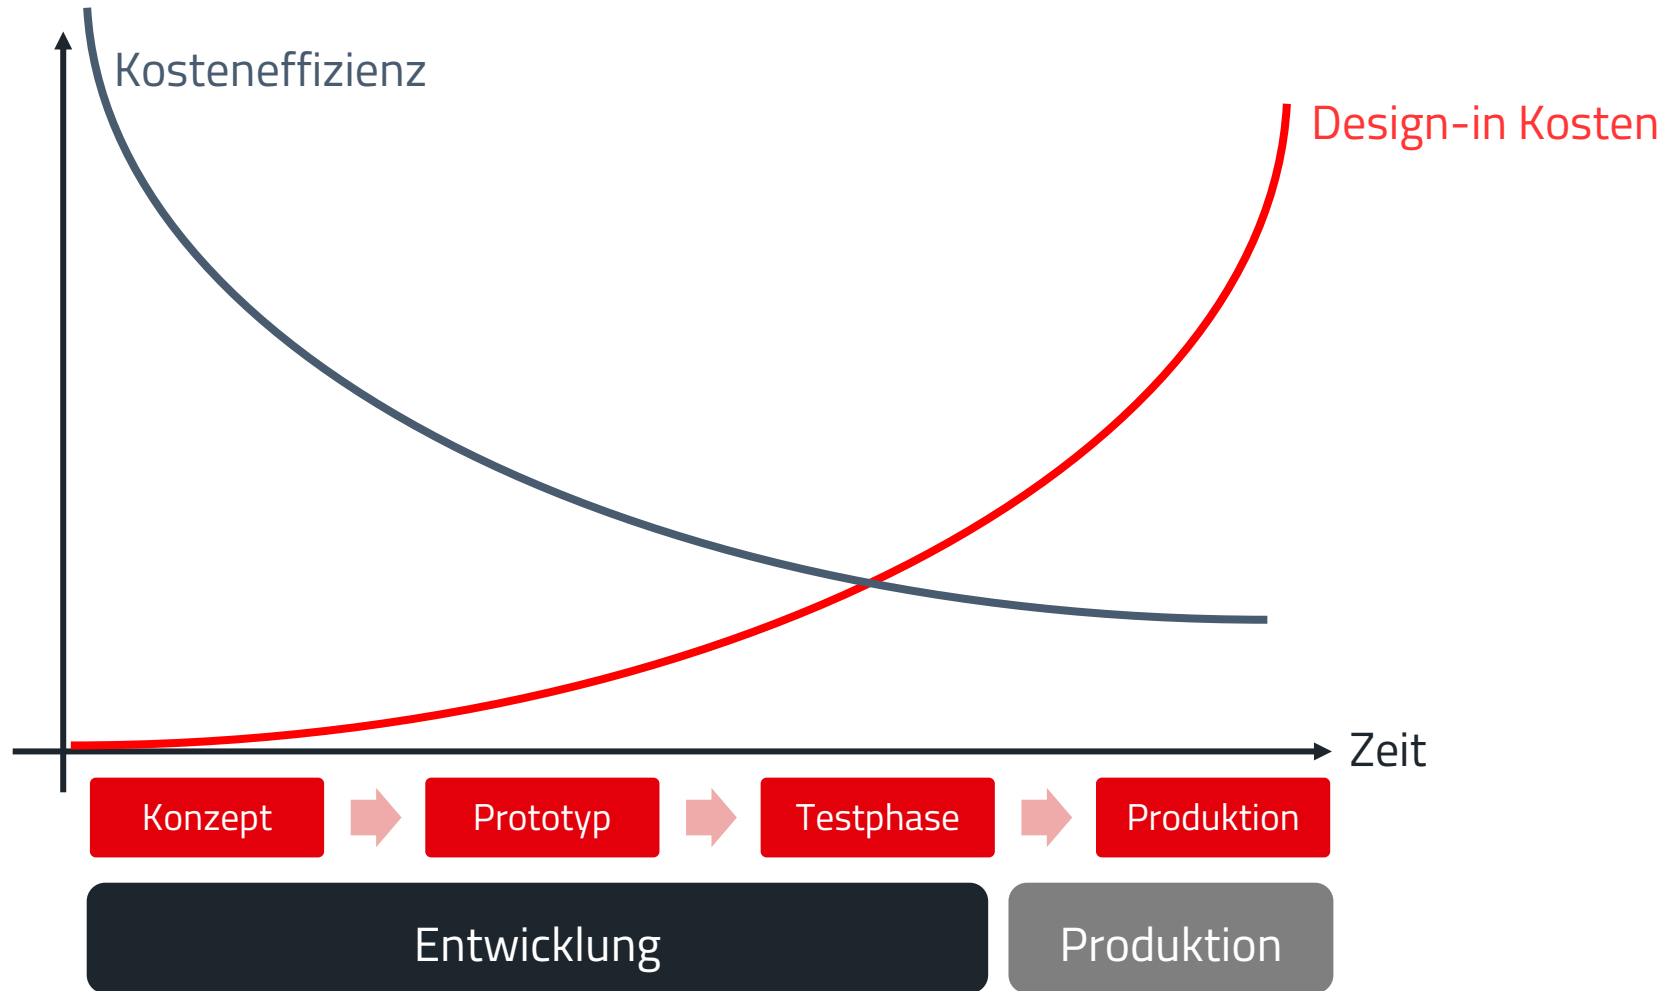 Kosteneffizienz
Design-in Kosten
Zeit
Konzept
Prototyp
Testphase
Produktion
Entwicklung
Produktion